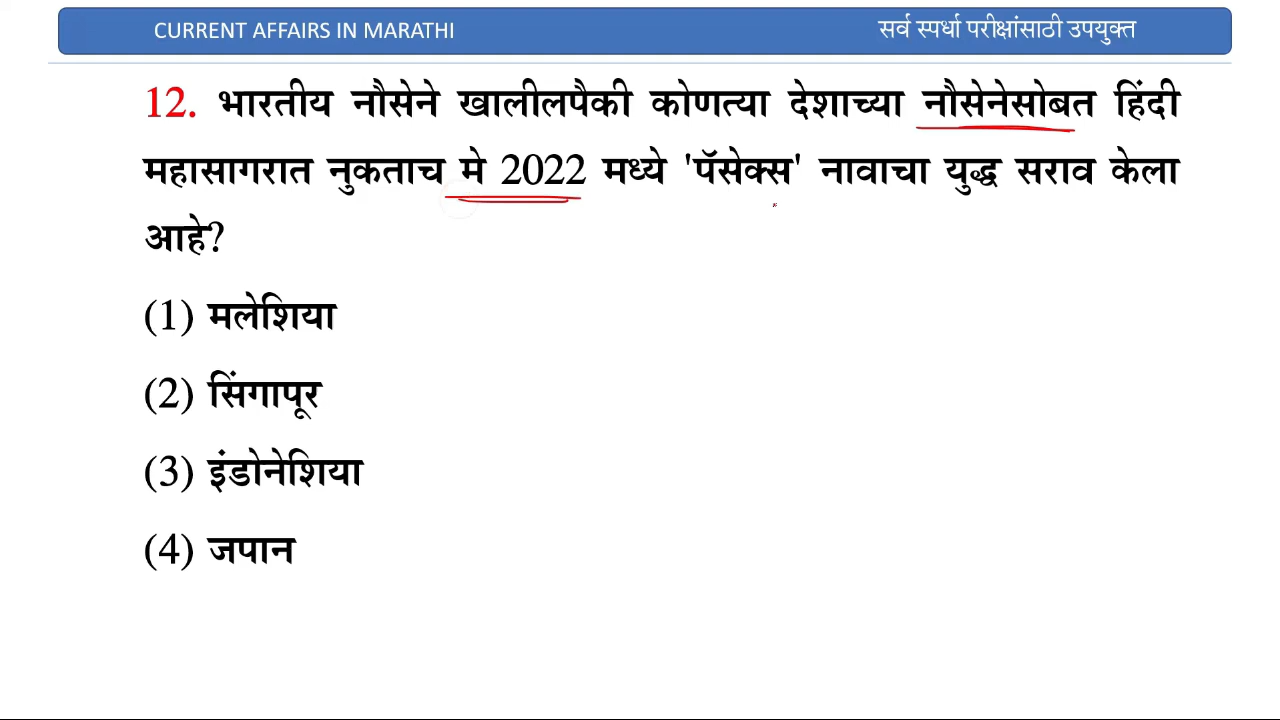 CURRENT AFFAIRS IN MARATHI
सर्व स्पर्धा परीक्षांसाठी उपयुक्त
12. भारतीय नौसेने खालीलपैकी कोणत्या देशाच्या नौसेनेसोबत हिंदी
महासागरात नुकताच मे 2022 मध्ये 'पॅसेक्स' नावाचा युद्ध सराव केला
आहे?
(1) मलेशिया
(2) सिंगापूर
(3) इंडोनेशिया
(4) जपान